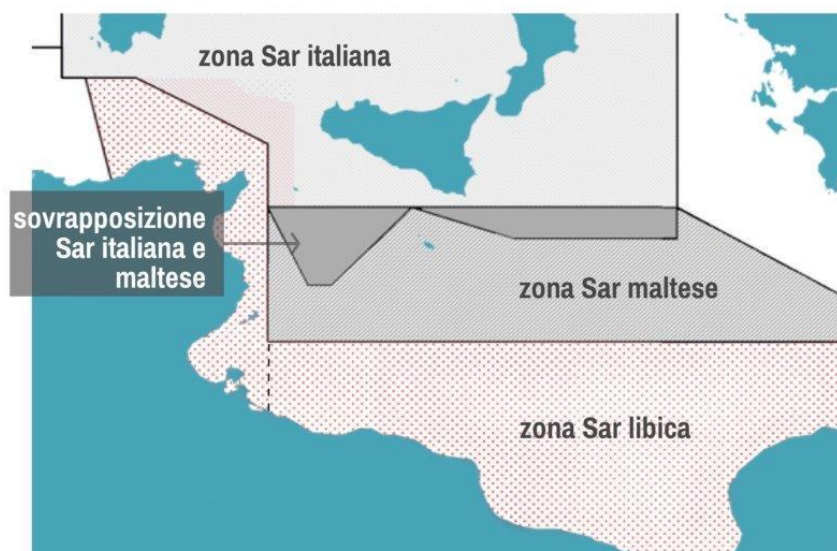 zona Sar italiana
sovrapposizione
Sar italiana e
maltese
zona Sar maltese
zona Sar libica